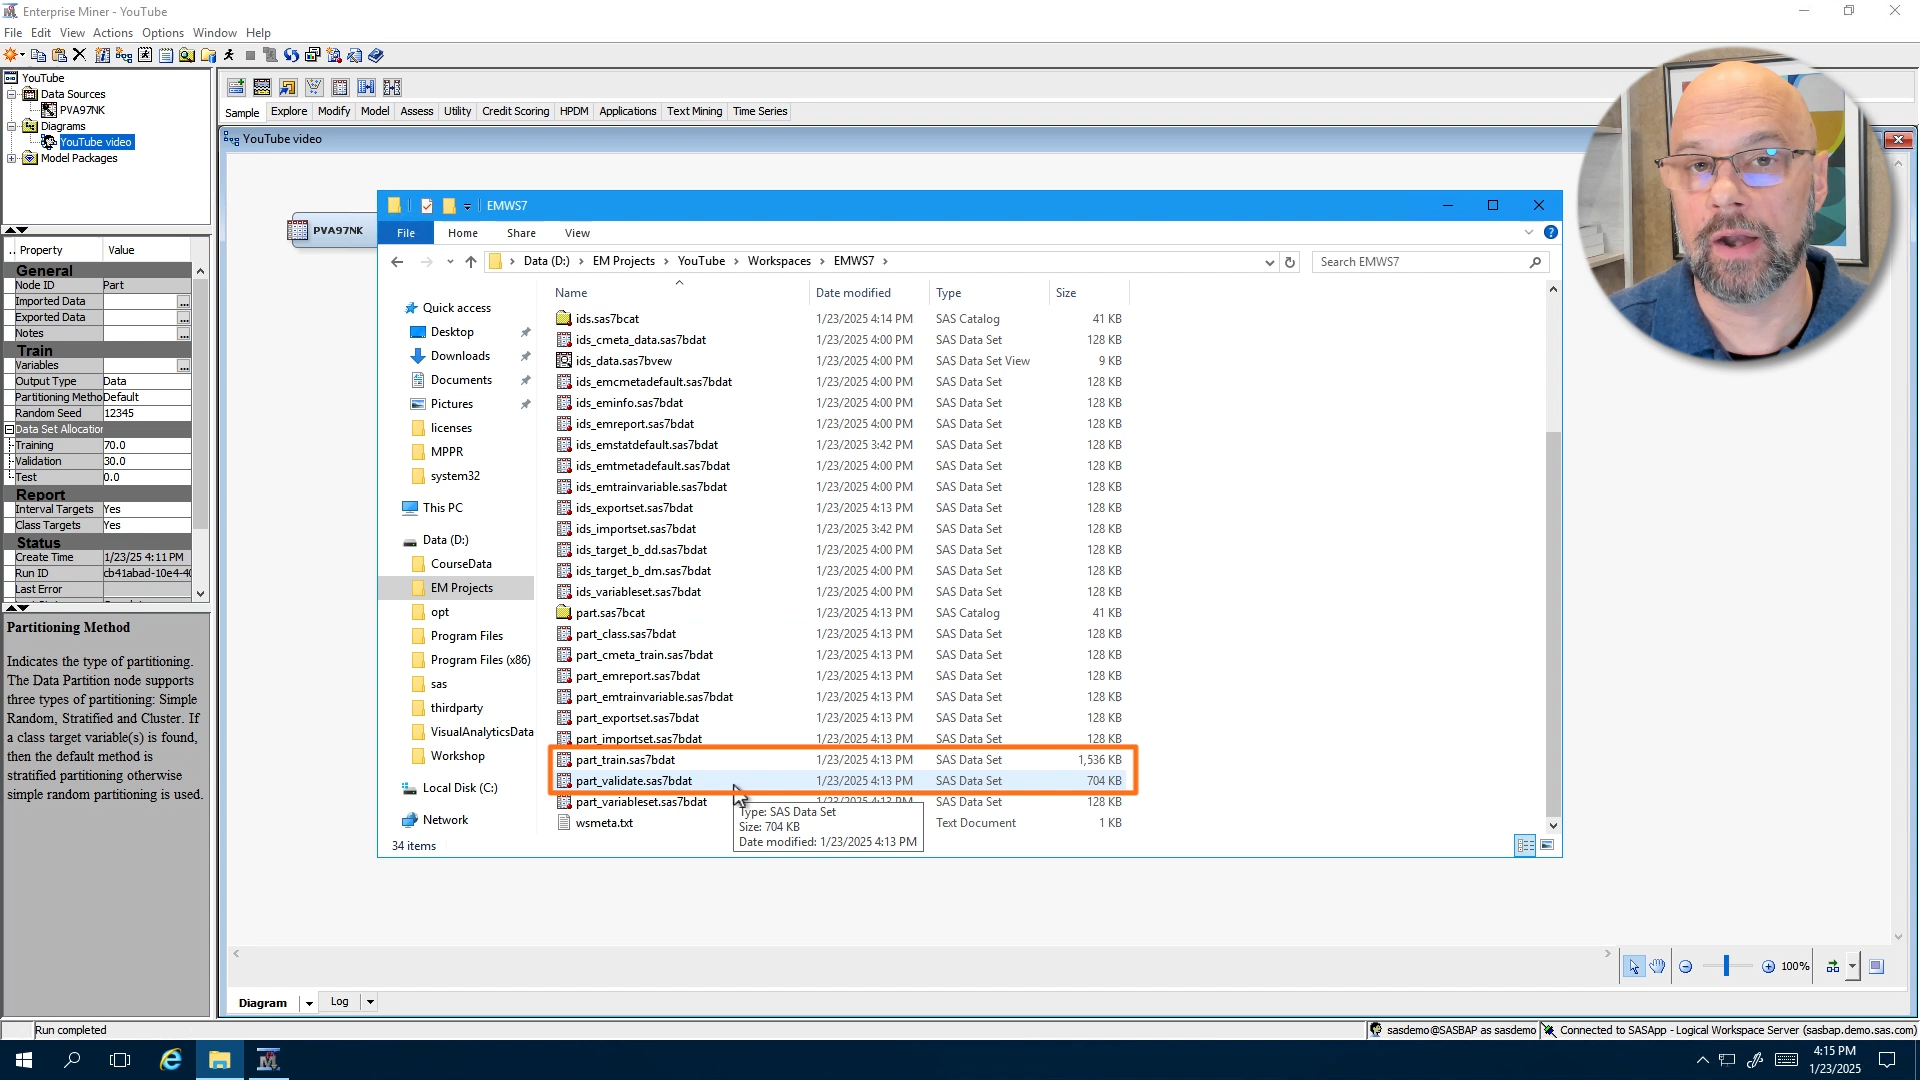 Enterprise Miner - YouTube
File Edit View Actions Options Window Help
YouTube
Data Sources
PVA97NK
Diagrams
YouTube video
Model Packages
Sample Explore Modify Model Assess Utility Credit Scoring HPDM Applications Text Mining Time Series
YouTube video
PVA97NK
.. Property Value
General
Node ID Part
Imported Data ...
Exported Data ...
Notes ...
Train
Variables ...
Output Type Data
Partitioning Metho Default
Random Seed 12345
Data Set Allocation
Training 70.0
Validation 30.0
Test 0.0
Report
Interval Targets Yes
Class Targets Yes
Status
Create Time 1/23/25 4:11 PM
Run ID cb41abad-10e4-40
Last Error
Partitioning Method
Indicates the type of partitioning.
The Data Partition node supports
three types of partitioning: Simple
Random, Stratified and Cluster. If
a class target variable(s) is found,
then the default method is
stratified partitioning otherwise
simple random partitioning is used.
EMWS7
File Home Share View
Data (D:) EM Projects YouTube Workspaces EMWS7
Search EMWS7
Quick access
Desktop
Downloads
Documents
Pictures
licenses
MPPR
system32
This PC
Data (D:)
CourseData
EM Projects
opt
Program Files
Program Files (x86)
sas
thirdparty
VisualAnalyticsData
Workshop
Local Disk (C:)
Network
Name Date modified Type Size
ids.sas7bcat 1/23/2025 4:14 PM SAS Catalog 41 KB
ids_cmeta_data.sas7bdat 1/23/2025 4:00 PM SAS Data Set 128 KB
ids_data.sas7bvew 1/23/2025 4:00 PM SAS Data Set View 9 KB
ids_emcmetadefault.sas7bdat 1/23/2025 4:00 PM SAS Data Set 128 KB
ids_eminfo.sas7bdat 1/23/2025 4:00 PM SAS Data Set 128 KB
ids_emreport.sas7bdat 1/23/2025 4:00 PM SAS Data Set 128 KB
ids_emstatdefault.sas7bdat 1/23/2025 3:42 PM SAS Data Set 128 KB
ids_emtmetadefault.sas7bdat 1/23/2025 4:00 PM SAS Data Set 128 KB
ids_emtrainvariable.sas7bdat 1/23/2025 4:00 PM SAS Data Set 128 KB
ids_exportset.sas7bdat 1/23/2025 4:13 PM SAS Data Set 128 KB
ids_importset.sas7bdat 1/23/2025 3:42 PM SAS Data Set 128 KB
ids_target_b_dd.sas7bdat 1/23/2025 4:00 PM SAS Data Set 128 KB
ids_target_b_dm.sas7bdat 1/23/2025 4:00 PM SAS Data Set 128 KB
ids_variableset.sas7bdat 1/23/2025 4:00 PM SAS Data Set 128 KB
part.sas7bcat 1/23/2025 4:13 PM SAS Catalog 41 KB
part_class.sas7bdat 1/23/2025 4:13 PM SAS Data Set 128 KB
part_cmeta_train.sas7bdat 1/23/2025 4:13 PM SAS Data Set 128 KB
part_emreport.sas7bdat 1/23/2025 4:13 PM SAS Data Set 128 KB
part_emtrainvariable.sas7bdat 1/23/2025 4:13 PM SAS Data Set 128 KB
part_exportset.sas7bdat 1/23/2025 4:13 PM SAS Data Set 128 KB
part_importset.sas7bdat 1/23/2025 4:13 PM SAS Data Set 128 KB
part_train.sas7bdat 1/23/2025 4:13 PM SAS Data Set 1,536 KB
part_validate.sas7bdat 1/23/2025 4:13 PM SAS Data Set 704 KB
part_variableset.sas7bdat 1/23/2025 4:13 PM SAS Data Set 128 KB
wsmeta.txt Text Document 1 KB
Type: SAS Data Set
Size: 704 KB
Date modified: 1/23/2025 4:13 PM
34 items
100%
Diagram Log
Run completed
sasdemo@SASBAP as sasdemo Connected to SASApp - Logical Workspace Server (sasbap.demo.sas.com)
4:15 PM
1/23/2025